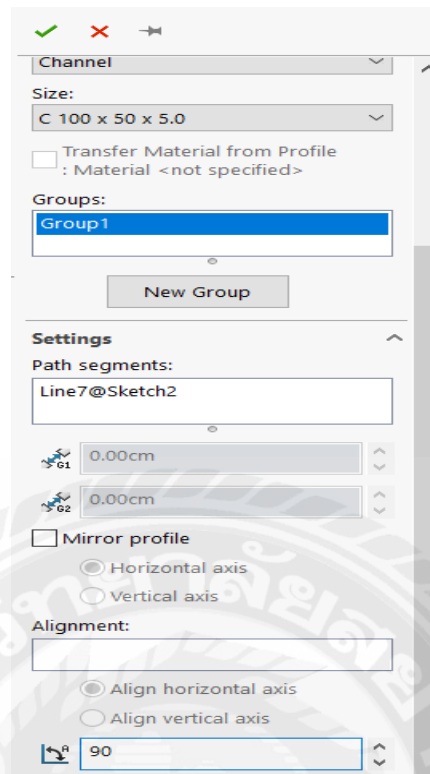 Channel
Size:
C 100 x 50 x 5.0
Transfer Material from Profile
: Material <not specified>
Groups:
Group1
New Group
Settings
Path segments:
Line7@Sketch2
G1 0.00cm
G2 0.00cm
Mirror profile
Horizontal axis
Vertical axis
Alignment:
Align horizontal axis
Align vertical axis
90